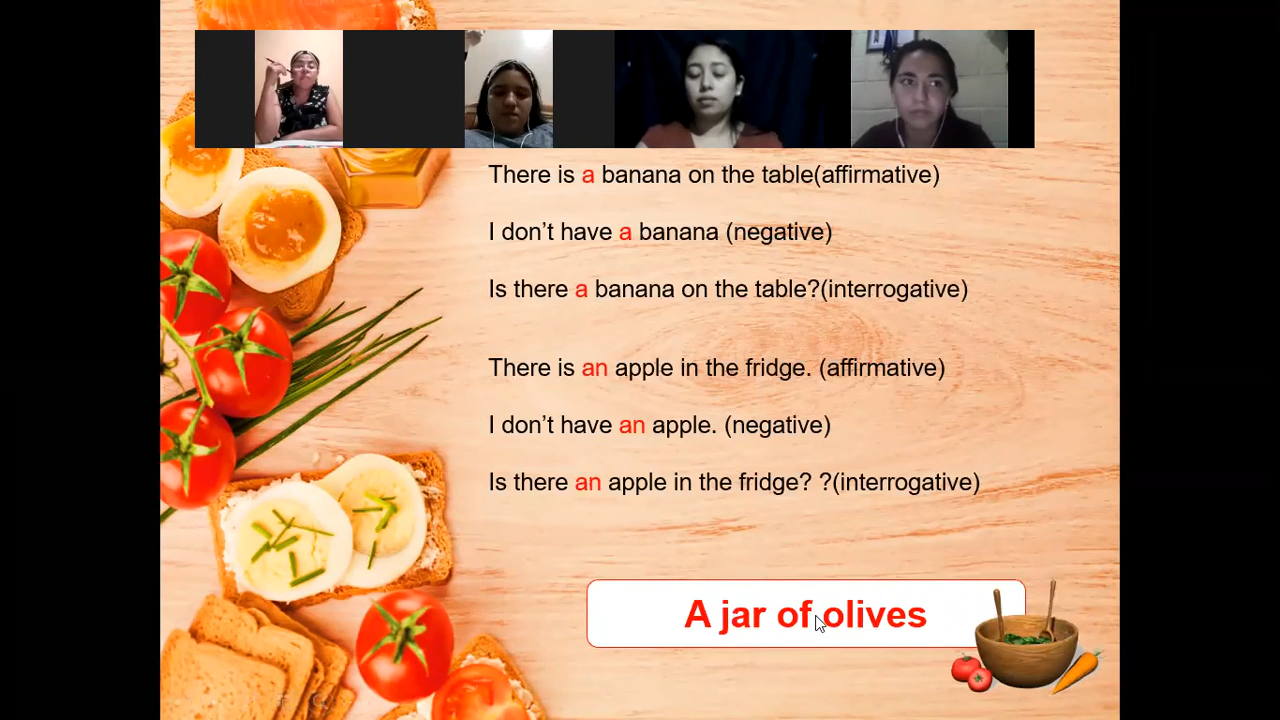 There is a banana on the table(affirmative)
I don’t have a banana (negative)
Is there a banana on the table?(interrogative)
There is an apple in the fridge. (affirmative)
I don’t have an apple. (negative)
Is there an apple in the fridge? ?(interrogative)
A jar of olives